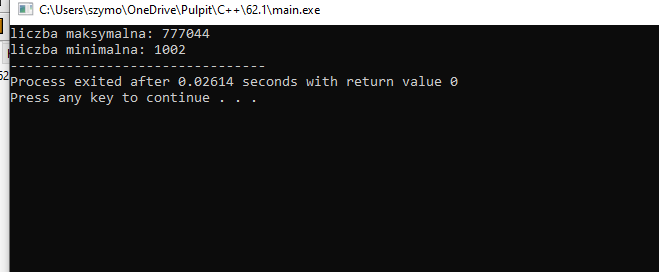 C:\Users\szymo\OneDrive\Pulpit\C++\62.1\main.exe
liczba maksymalna: 777044
liczba minimalna: 1002
--------------------------------
Process exited after 0.02614 seconds with return value 0
Press any key to continue . . .